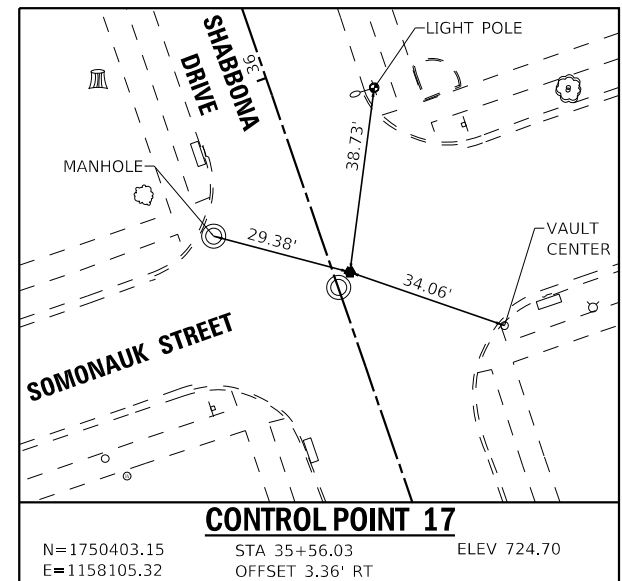 LIGHT POLE
SHABBONA
DRIVE
36
38.73'
MANHOLE
29.38'
VAULT
CENTER
34.06'
SOMONAUK STREET
CONTROL POINT 17
N=1750403.15 STA 35+56.03 ELEV 724.70
E=1158105.32 OFFSET 3.36' RT